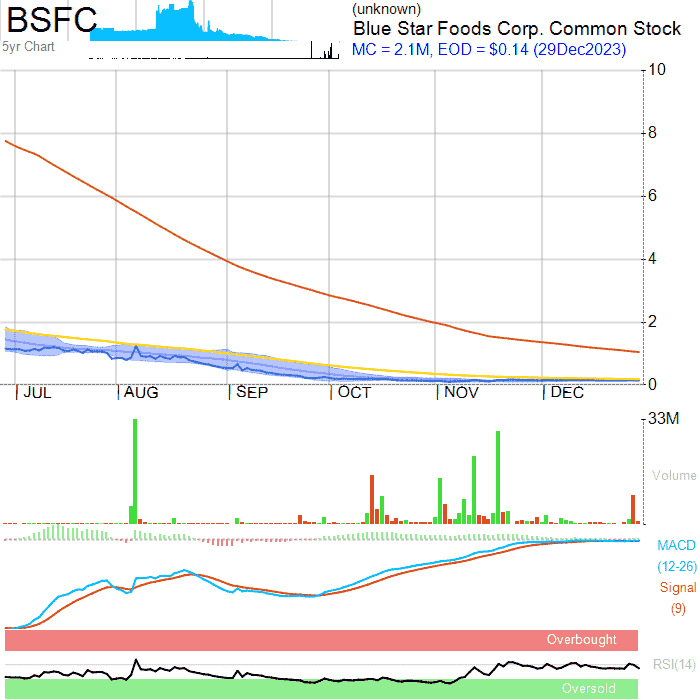 BSFC
5yr Chart
(unknown)
Blue Star Foods Corp. Common Stock
MC = 2.1M, EOD = $0.14 (29Dec2023)
10
8
6
4
2
0
JUL AUG SEP OCT NOV DEC
33M
Volume
MACD
(12-26)
Signal
(9)
Overbought
RSI(14)
Oversold